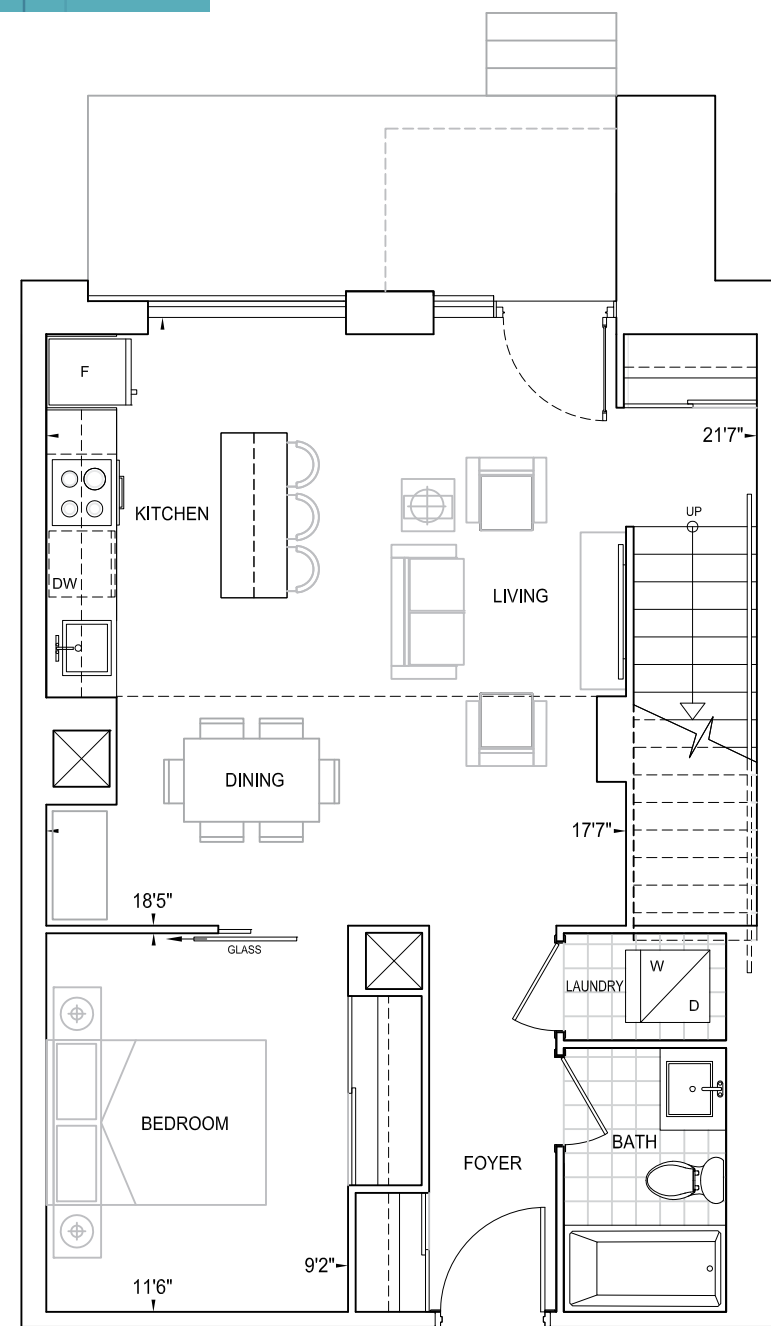 F
21'7"
KITCHEN
UP
DW
LIVING
DINING
17'7"
18'5"
GLASS
W
LAUNDRY
D
BEDROOM
BATH
FOYER
9'2"
11'6"